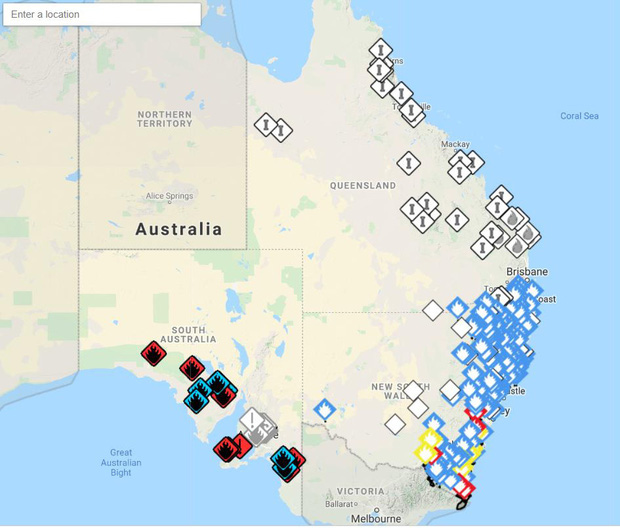 Enter a location
NORTHERN
TERRITORY
Coral Sea
Mackay
QUEENSLAND
Alice Springs
Australia
Brisbane
SOUTH
AUSTRALIA
NEW SOUTH
Great
Australian
Bight
VICTORIA
Ballarat
Melbourne